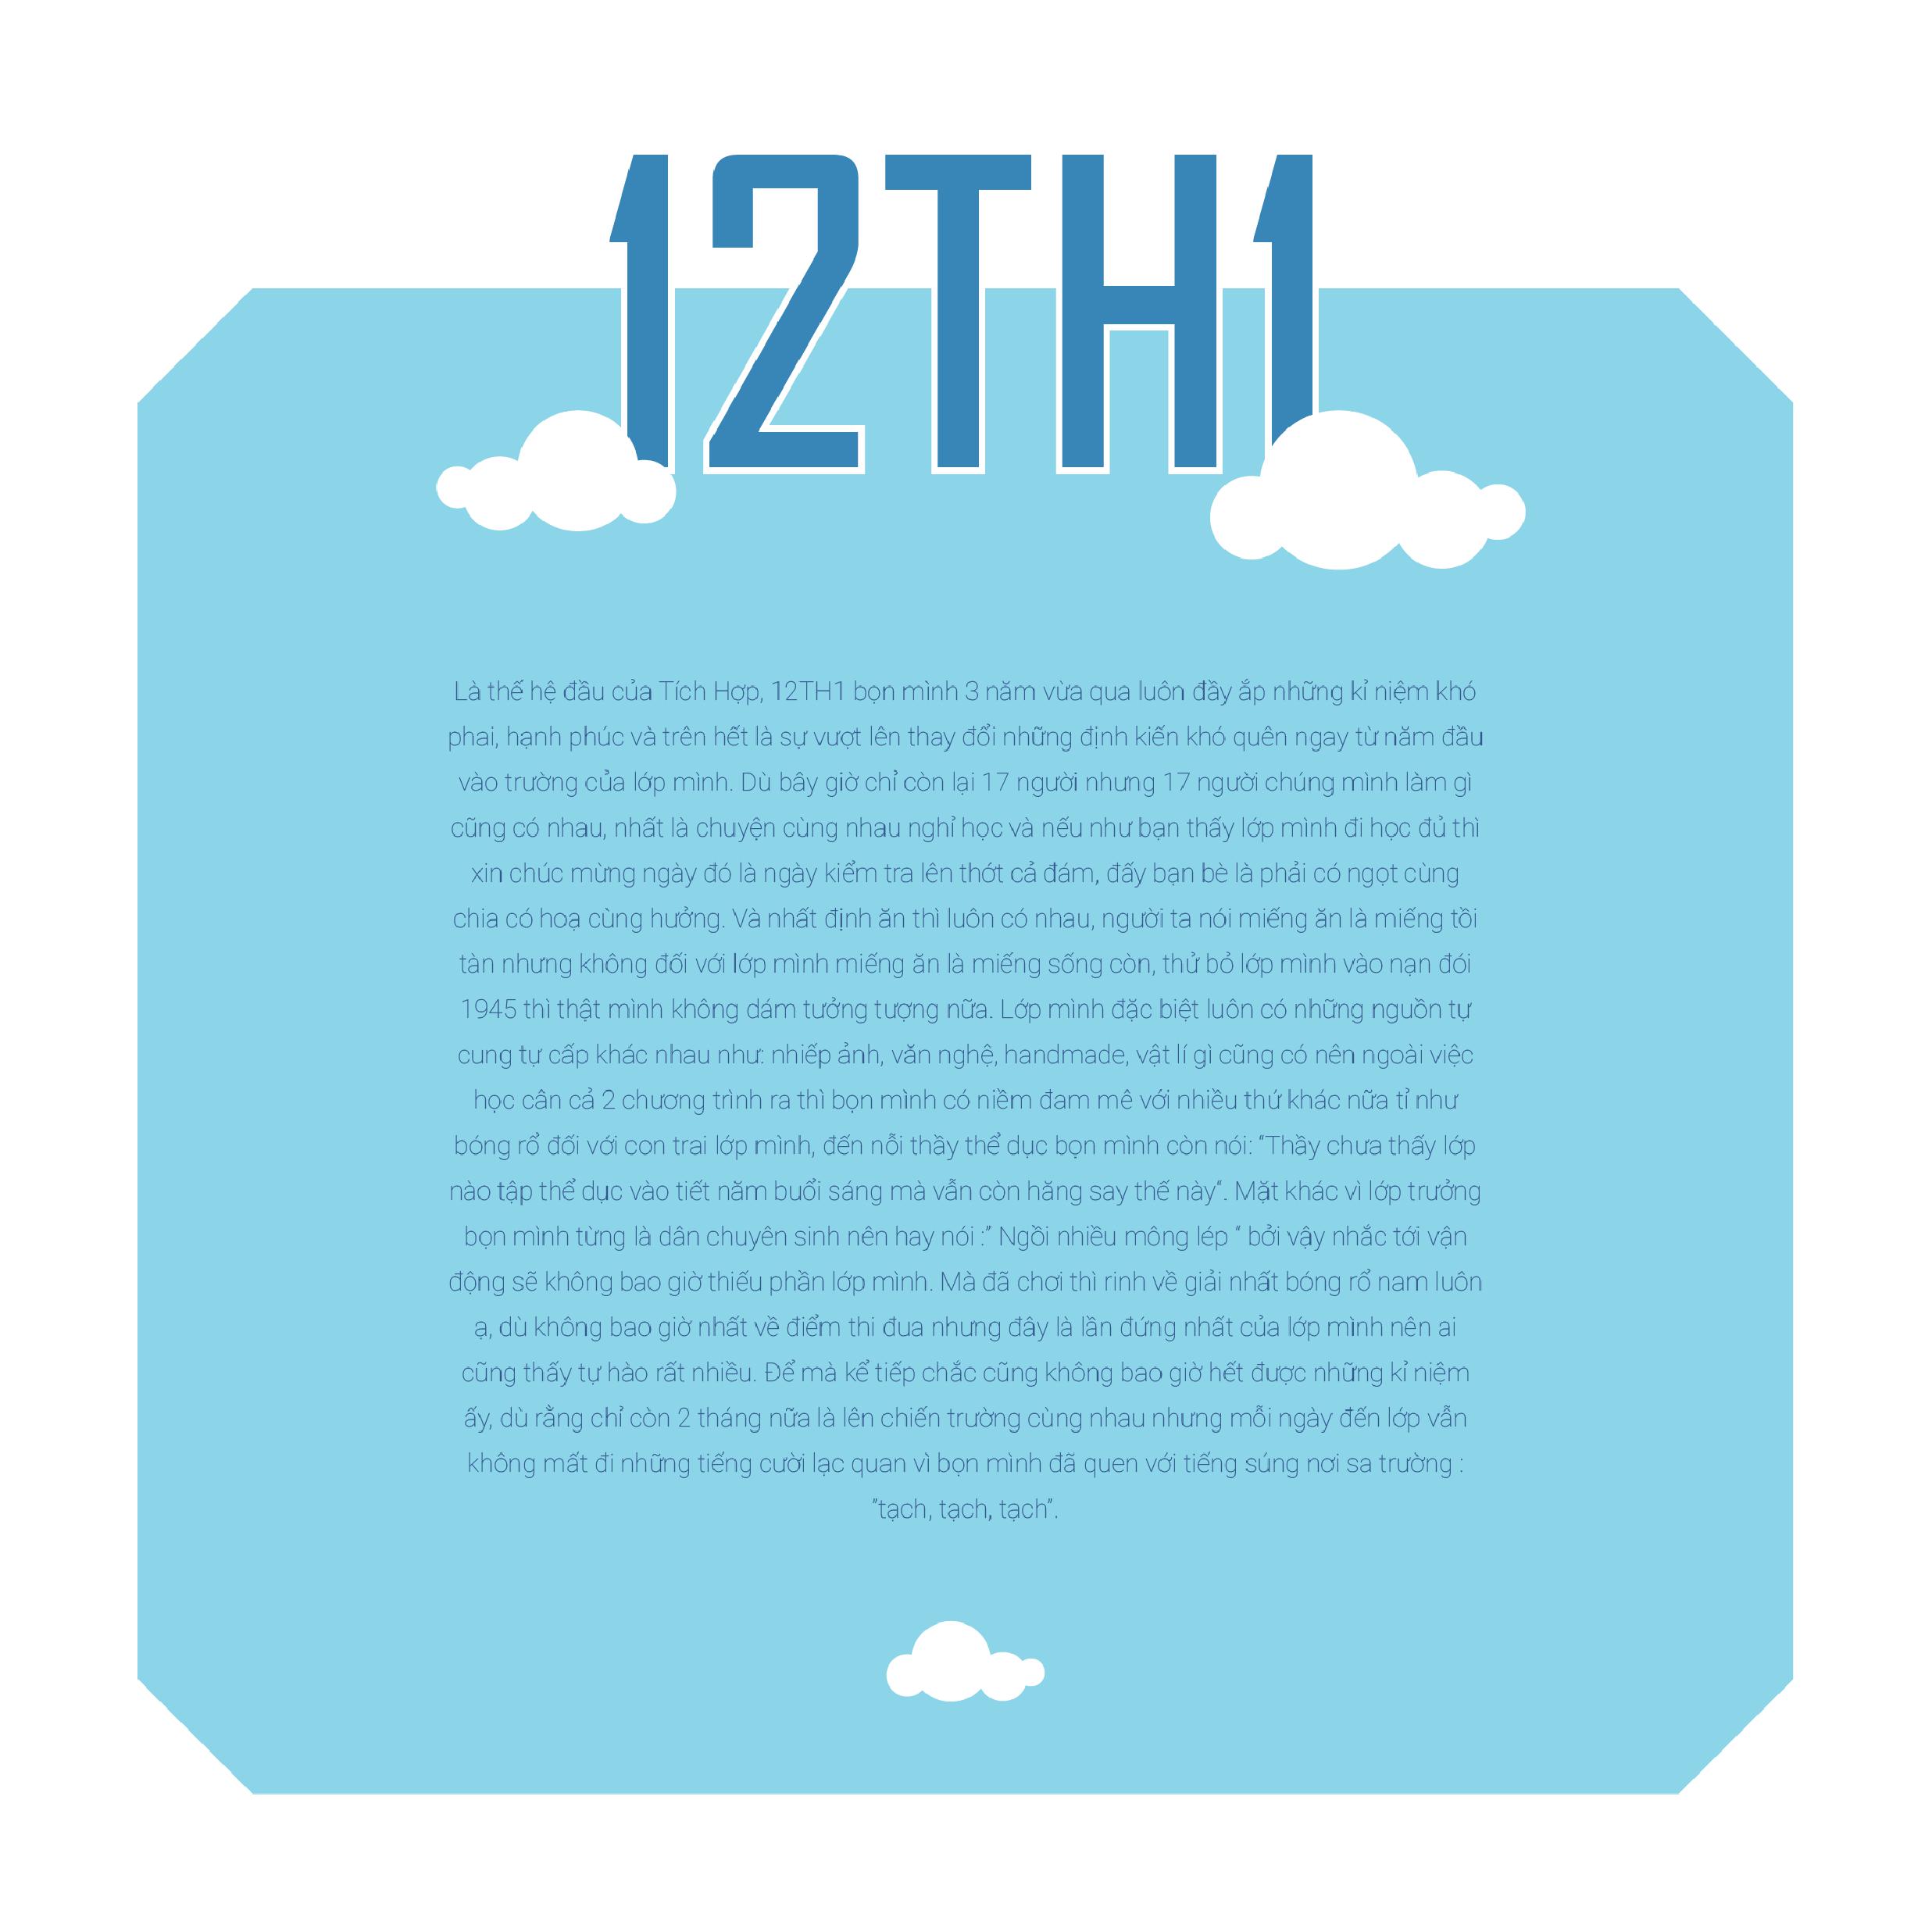 12TH1
Là thế hệ đầu của Tích Hợp, 12TH1 bọn mình 3 năm vừa qua luôn đầy ắp những kỉ niệm khó
phai, hạnh phúc và trên hết là sự vượt lên thay đổi những định kiến khó quên ngay từ năm đầu
vào trường của lớp mình. Dù bây giờ chỉ còn lại 17 người nhưng 17 người chúng mình làm gì
cũng có nhau, nhất là chuyện cùng nhau nghỉ học và nếu như bạn thấy lớp mình đi học đủ thì
xin chúc mừng ngày đó là ngày kiểm tra lên thớt cả đám, đấy bạn bè là phải có ngọt cùng
chia có hoạ cùng hưởng. Và nhất định ăn thì luôn có nhau, người ta nói miếng ăn là miếng tồi
tàn nhưng không đối với lớp mình miếng ăn là miếng sống còn, thử bỏ lớp mình vào nạn đói
1945 thì thật mình không dám tưởng tượng nữa. Lớp mình đặc biệt luôn có những nguồn tự
cung tự cấp khác nhau như: nhiếp ảnh, văn nghệ, handmade, vật lí gì cũng có nên ngoài việc
học cân cả 2 chương trình ra thì bọn mình có niềm đam mê với nhiều thứ khác nữa tỉ như
bóng rổ đối với con trai lớp mình, đến nỗi thầy thể dục bọn mình còn nói: “Thầy chưa thấy lớp
nào tập thể dục vào tiết năm buổi sáng mà vẫn còn hăng say thế này“. Mặt khác vì lớp trưởng
bọn mình từng là dân chuyên sinh nên hay nói :” Ngồi nhiều mông lép “ bởi vậy nhắc tới vận
động sẽ không bao giờ thiếu phần lớp mình. Mà đã chơi thì rinh về giải nhất bóng rổ nam luôn
ạ, dù không bao giờ nhất về điểm thi đua nhưng đây là lần đứng nhất của lớp mình nên ai
cũng thấy tự hào rất nhiều. Để mà kể tiếp chắc cũng không bao giờ hết được những kỉ niệm
ấy, dù rằng chỉ còn 2 tháng nữa là lên chiến trường cùng nhau nhưng mỗi ngày đến lớp vẫn
không mất đi những tiếng cười lạc quan vì bọn mình đã quen với tiếng súng nơi sa trường :
”tạch, tạch, tạch”.